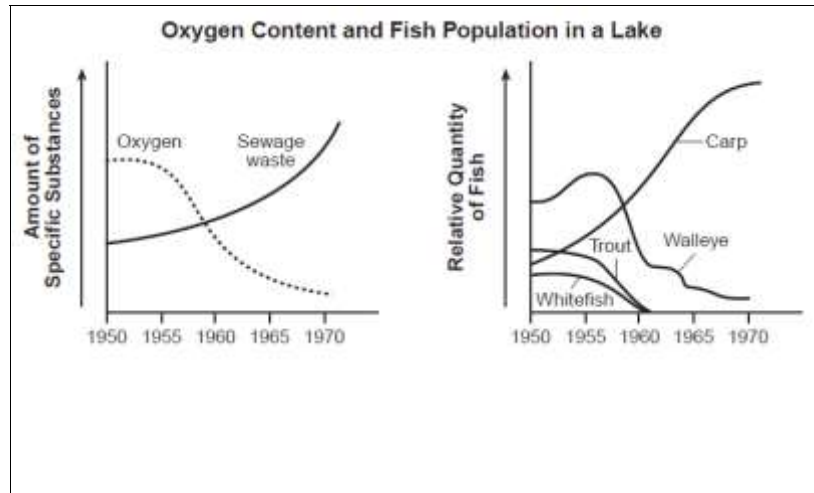 Oxygen Content and Fish Population in a Lake
Amount of
Specific Substances
Oxygen
Sewage
waste
1950 1955 1960 1965 1970
Relative Quantity
of Fish
Carp
Trout
Walleye
Whitefish
1950 1955 1960 1965 1970